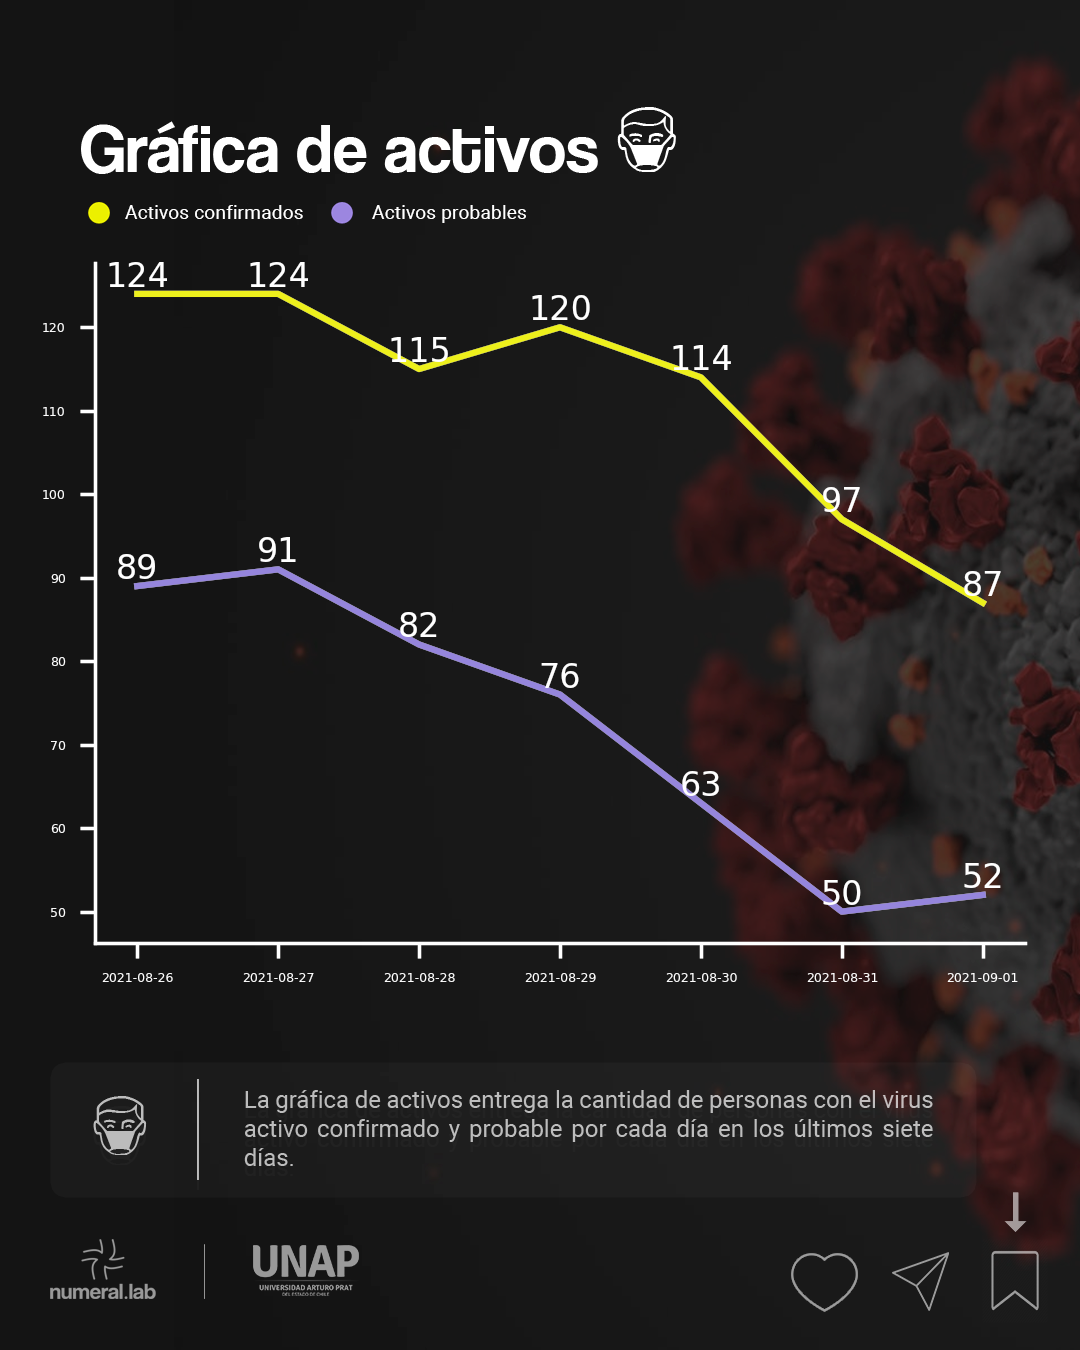 Gráfica de activos
Activos confirmados Activos probables
124 124 115 120 114 97 87
89 91 82 76 63 50 52
120
110
100
90
80
70
60
50
2021-08-26 2021-08-27 2021-08-28 2021-08-29 2021-08-30 2021-08-31 2021-09-01
La gráfica de activos entrega la cantidad de personas con el virus
activo confirmado y probable por cada día en los últimos siete
días.
numeral.lab
UNAP
UNIVERSIDAD ARTURO PRAT
DEL ESTADO DE CHILE